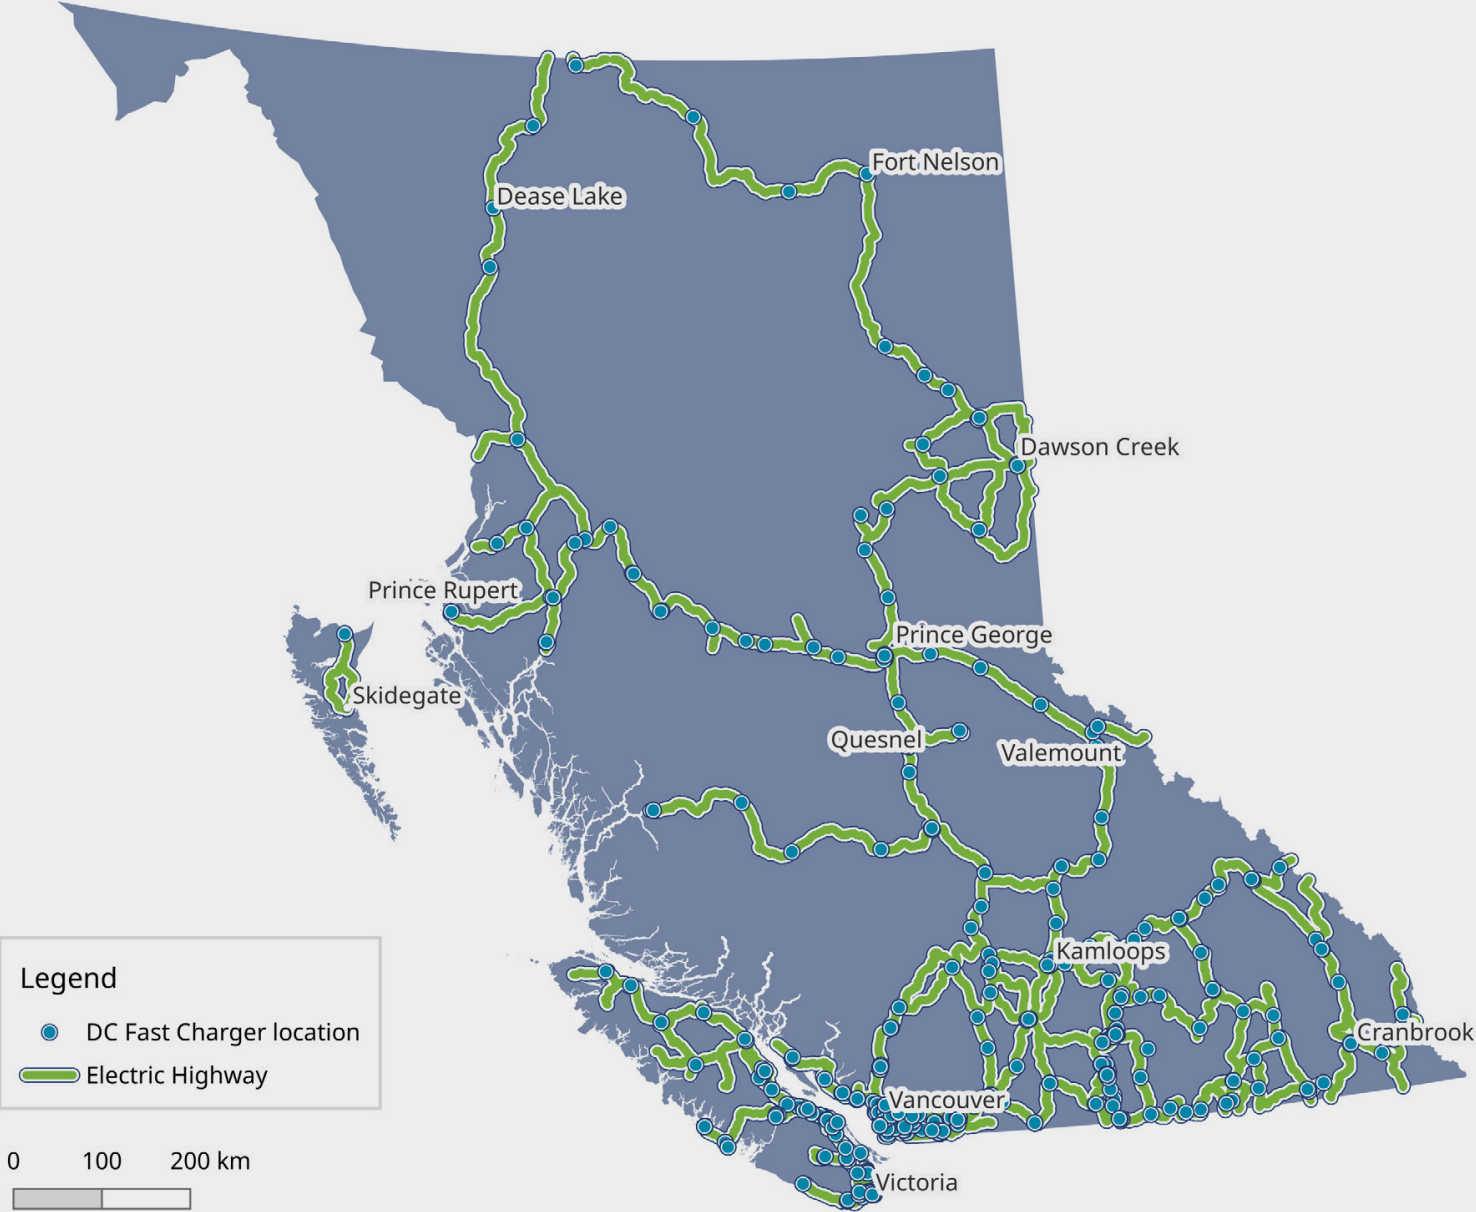 Fort Nelson
Dease Lake
Dawson Creek
Prince Rupert
Prince George
Skidegate
Quesnel
Valemount
Kamloops
Legend
DC Fast Charger location
Cranbrook
Electric Highway
Vancouver
0 100 200 km
Victoria